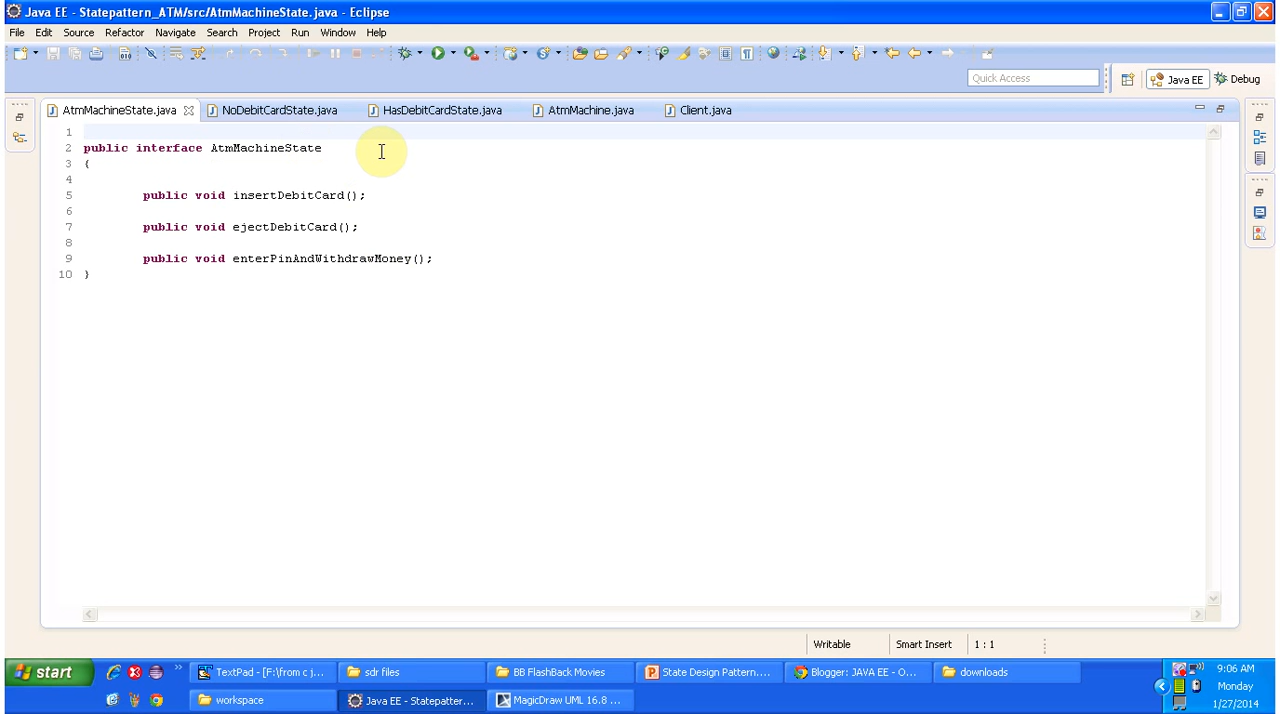 Java EE - Statepattern_ATM/src/AtmMachineState.java - Eclipse
File Edit Source Refactor Navigate Search Project Run Window Help
Quick Access
Java EE
Debug
AtmMachineState.java
NoDebitCardState.java
HasDebitCardState.java
AtmMachine.java
Client.java
1
2 public interface AtmMachineState
3 {
4
5 public void insertDebitCard();
6
7 public void ejectDebitCard();
8
9 public void enterPinAndWithdrawMoney();
10 }
Writable
Smart Insert
1 : 1
start
TextPad - [F:\from c j...
sdr files
BB FlashBack Movies
State Design Pattern....
Blogger: JAVA EE - O...
downloads
9:06 AM
workspace
Java EE - Statepatter...
MagicDraw UML 16.8 ...
Monday
1/27/2014